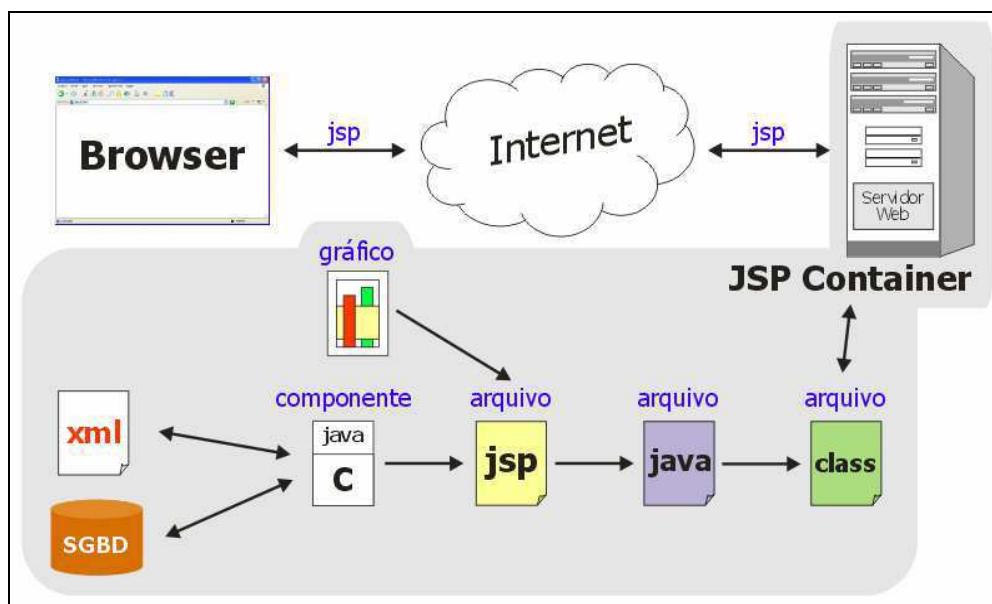 Browser
jsp
Internet
jsp
Servidor
Web
JSP Container
gráfico
componente
arquivo
arquivo
arquivo
xml
java
C
jsp
java
class
SGBD